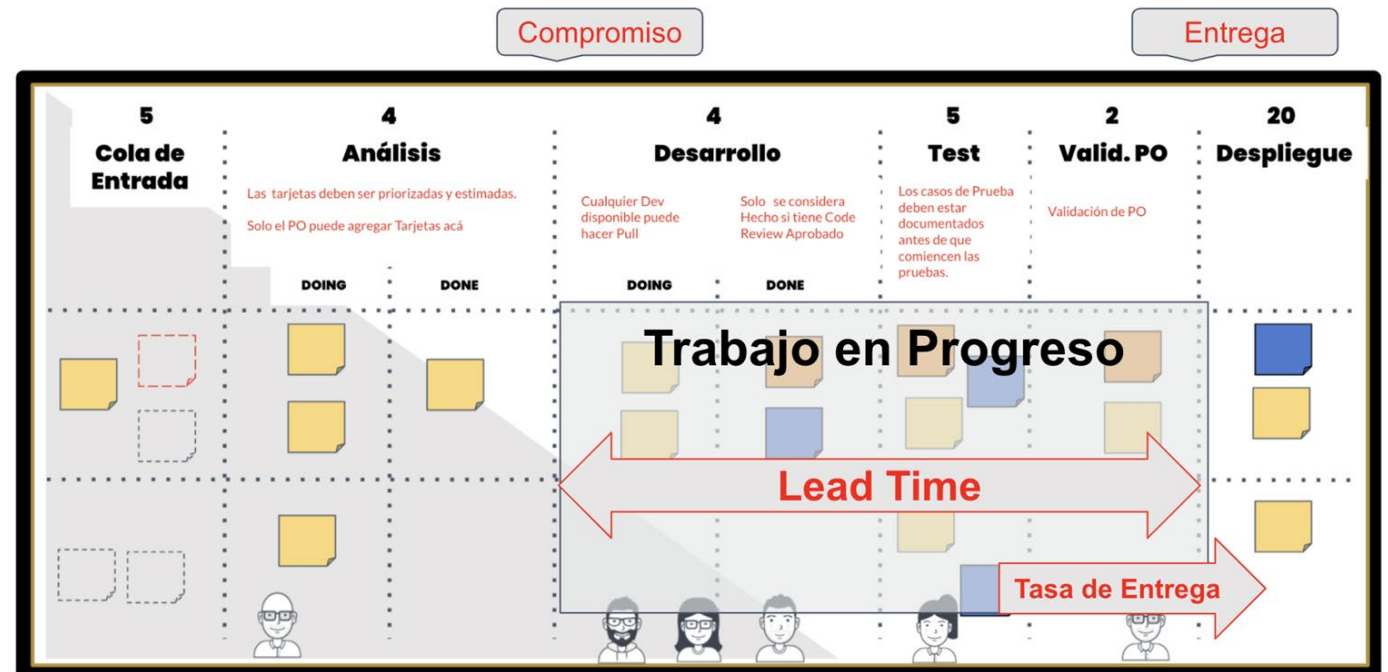 Compromiso
Entrega
5
Cola de
Entrada
4
Análisis
Las tarjetas deben ser priorizadas y estimadas.
Solo el PO puede agregar Tarjetas acá
DOING
DONE
4
Desarrollo
Cualquier Dev
disponible puede
hacer Pull
Solo se considera
Hecho si tiene Code
Review Aprobado
DOING
DONE
5
Test
Los casos de Prueba
deben estar
documentados
antes de que
comiencen las
pruebas.
2
Valid. PO
Validación de PO
20
Despliegue
Trabajo en Progreso
Lead Time
Tasa de Entrega